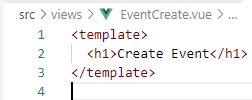 src > views > EventCreate.vue > ...
1 <template>
2 <h1>Create Event</h1>
3 </template>
4